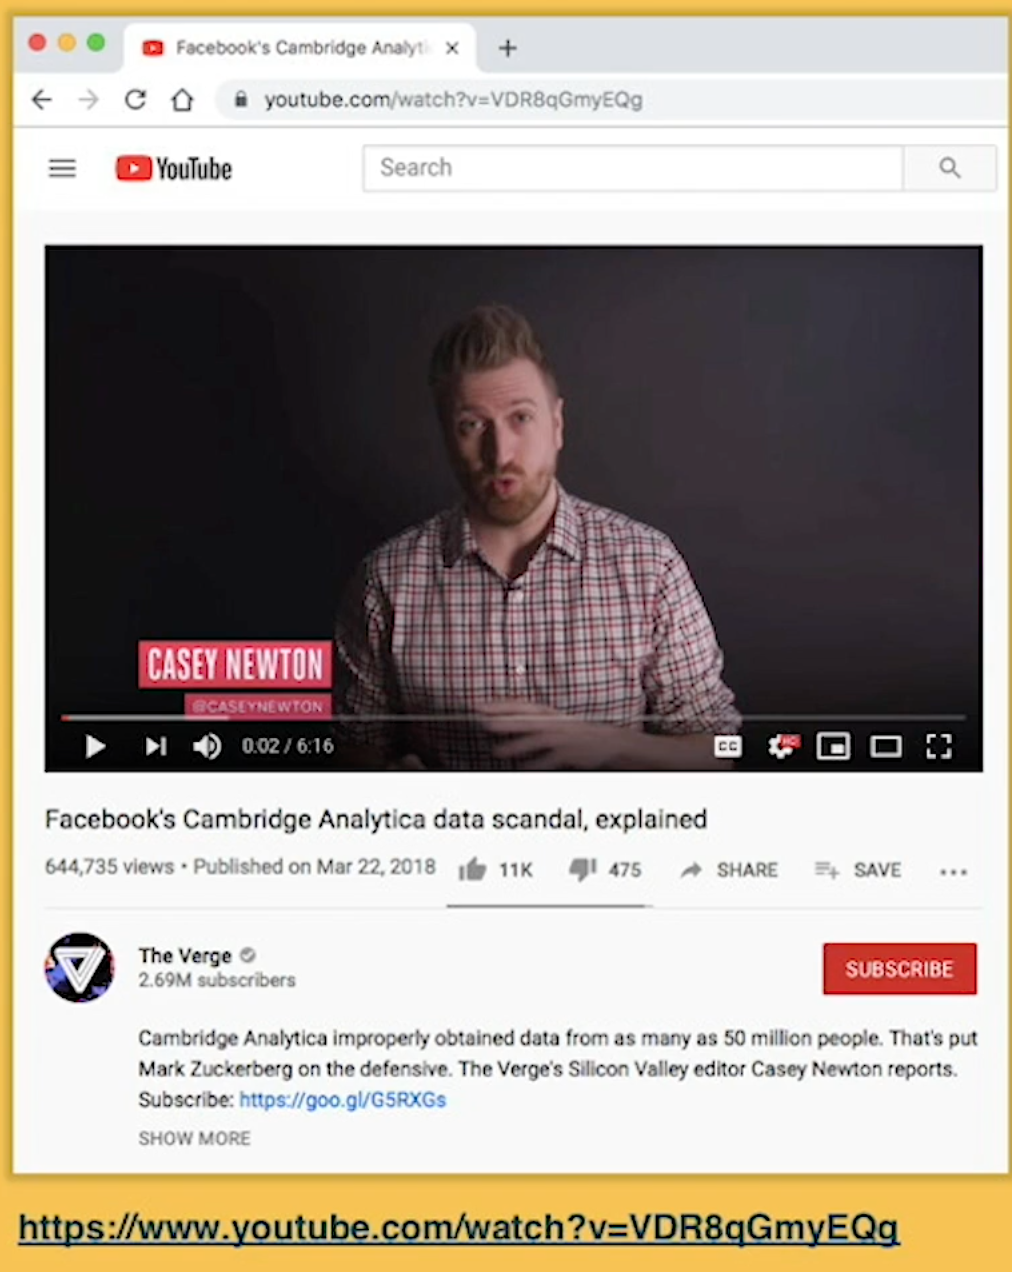 Facebook's Cambridge Analyti
youtube.com/watch?v=VDR8qGmyEQg
YouTube
Search
CASEY NEWTON
@CASEYNEWTON
0:02 / 6:16
CC
HD
Facebook's Cambridge Analytica data scandal, explained
644,735 views • Published on Mar 22, 2018 11K 475 SHARE SAVE
The Verge
2.69M subscribers
SUBSCRIBE
Cambridge Analytica improperly obtained data from as many as 50 million people. That's put
Mark Zuckerberg on the defensive. The Verge's Silicon Valley editor Casey Newton reports.
Subscribe: https://goo.gl/G5RXGs
SHOW MORE
https://www.youtube.com/watch?v=VDR8qGmyEQg